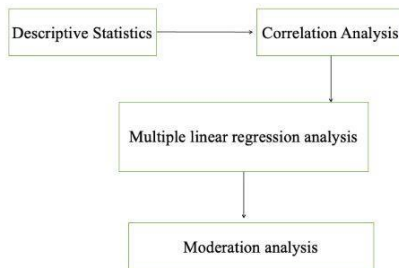 Descriptive Statistics
Correlation Analysis
Multiple linear regression analysis
Moderation analysis